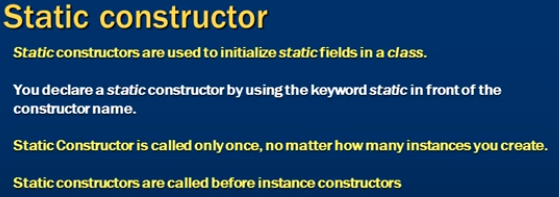 Static constructor
Static constructors are used to initialize static fields in a class.
You declare a static constructor by using the keyword static in front of the
constructor name.
Static Constructor is called only once, no matter how many instances you create.
Static constructors are called before instance constructors